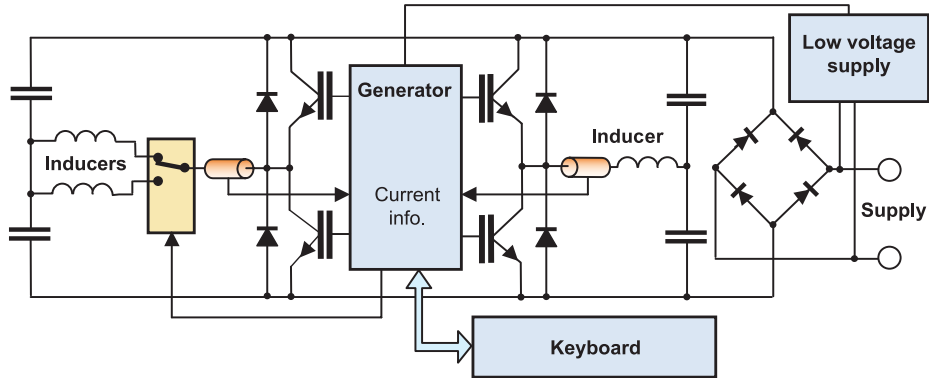 Low voltage
supply
Generator
Inducers
Inducer
Current
info.
Supply
Keyboard